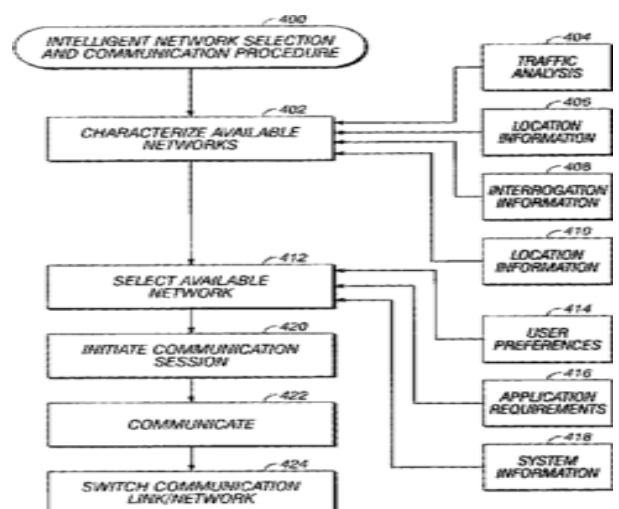 400
INTELLIGENT NETWORK SELECTION
AND COMMUNICATION PROCEDURE
402
CHARACTERIZE AVAILABLE
NETWORKS
404
TRAFFIC
ANALYSIS
406
LOCATION
INFORMATION
408
INTERROGATION
INFORMATION
410
LOCATION
INFORMATION
412
SELECT AVAILABLE
NETWORK
414
USER
PREFERENCES
416
APPLICATION
REQUIREMENTS
418
SYSTEM
INFORMATION
420
INITIATE COMMUNICATION
SESSION
422
COMMUNICATE
424
SWITCH COMMUNICATION
LINK/NETWORK